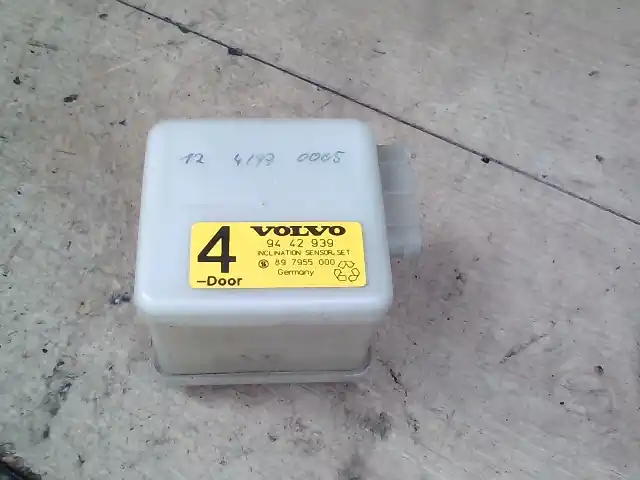 12 4193 0005
VOLVO
4
-Door
94 42 939
INCLINATION SENSOR, SET
89 7955 000
Germany